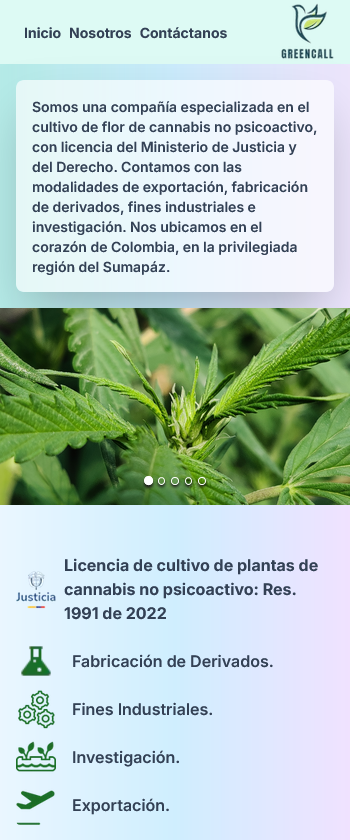 Inicio Nosotros Contáctanos
GREENCALL
Somos una compañía especializada en el
cultivo de flor de cannabis no psicoactivo,
con licencia del Ministerio de Justicia y
del Derecho. Contamos con las
modalidades de exportación, fabricación
de derivados, fines industriales e
investigación. Nos ubicamos en el
corazón de Colombia, en la privilegiada
región del Sumapáz.
Licencia de cultivo de plantas de
cannabis no psicoactivo: Res.
1991 de 2022
Justicia
Fabricación de Derivados.
Fines Industriales.
Investigación.
Exportación.